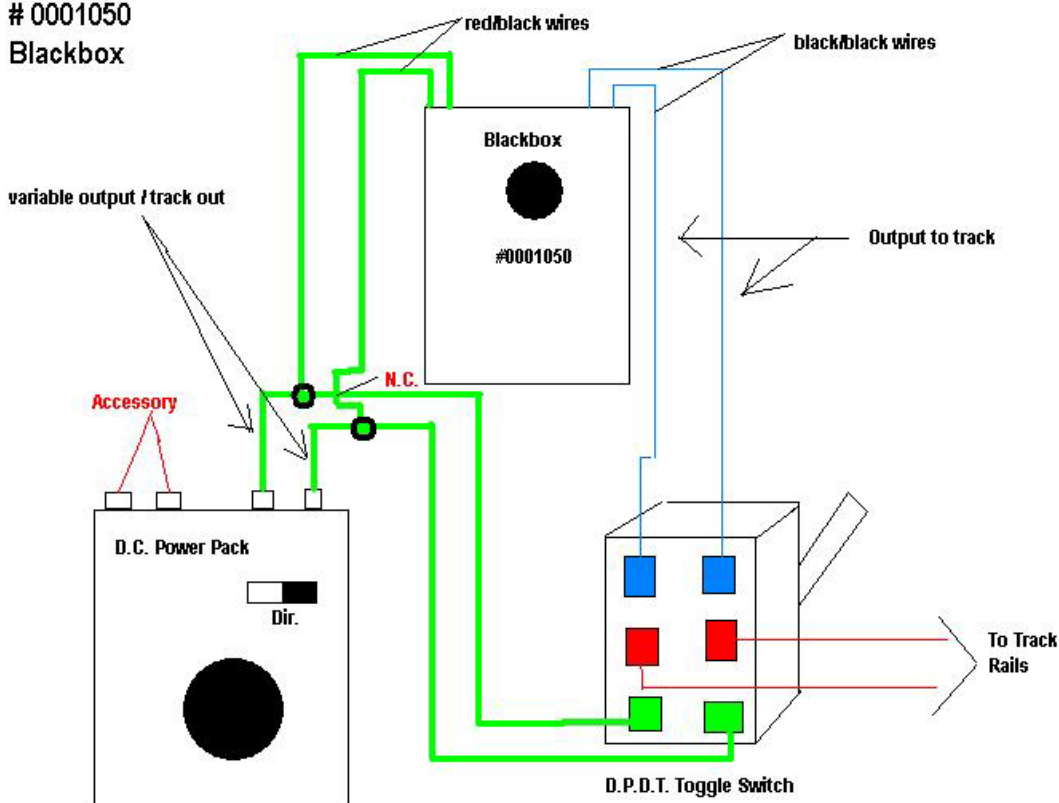 # 0001050
Blackbox
red/black wires
black/black wires
Blackbox
variable output / track out
#0001050
Output to track
N.C.
Accessory
D.C. Power Pack
Dir.
To Track
Rails
D.P.D.T. Toggle Switch